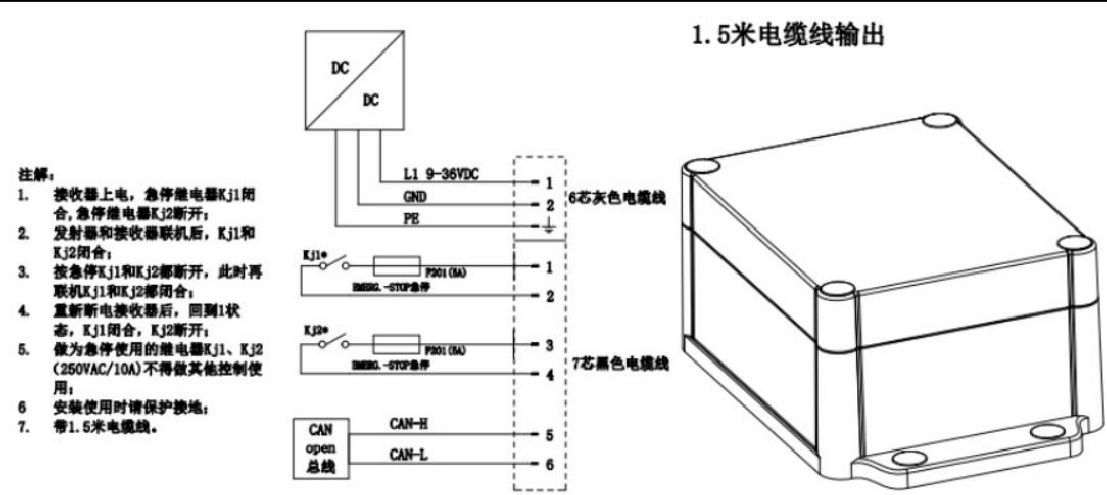 1.5米电缆线输出
DC
DC
L1 9-36VDC
1
GND
2
PE
6芯灰色电缆线
注解：
1. 接收器上电，急停继电器Kj1闭
合,急停继电器Kj2断开；
2. 发射器和接收器联机后，Kj1和
Kj2闭合；
3. 按急停Kj1和Kj2都断开，此时再
联机Kj1和Kj2都闭合；
4. 重新断电接收器后，回到1状
态，Kj1闭合，Kj2断开；
5. 做为急停使用的继电器Kj1、Kj2
(250VAC/10A)不得做其他控制使
用；
6 安装使用时请保护接地；
7. 带1.5米电缆线。
Kj1*
F201(8A)
1
EMERG.-STOP急停
2
Kj2*
F201(8A)
3
EMERG.-STOP急停
4
7芯黑色电缆线
CAN
open
总线
CAN-H
5
CAN-L
6